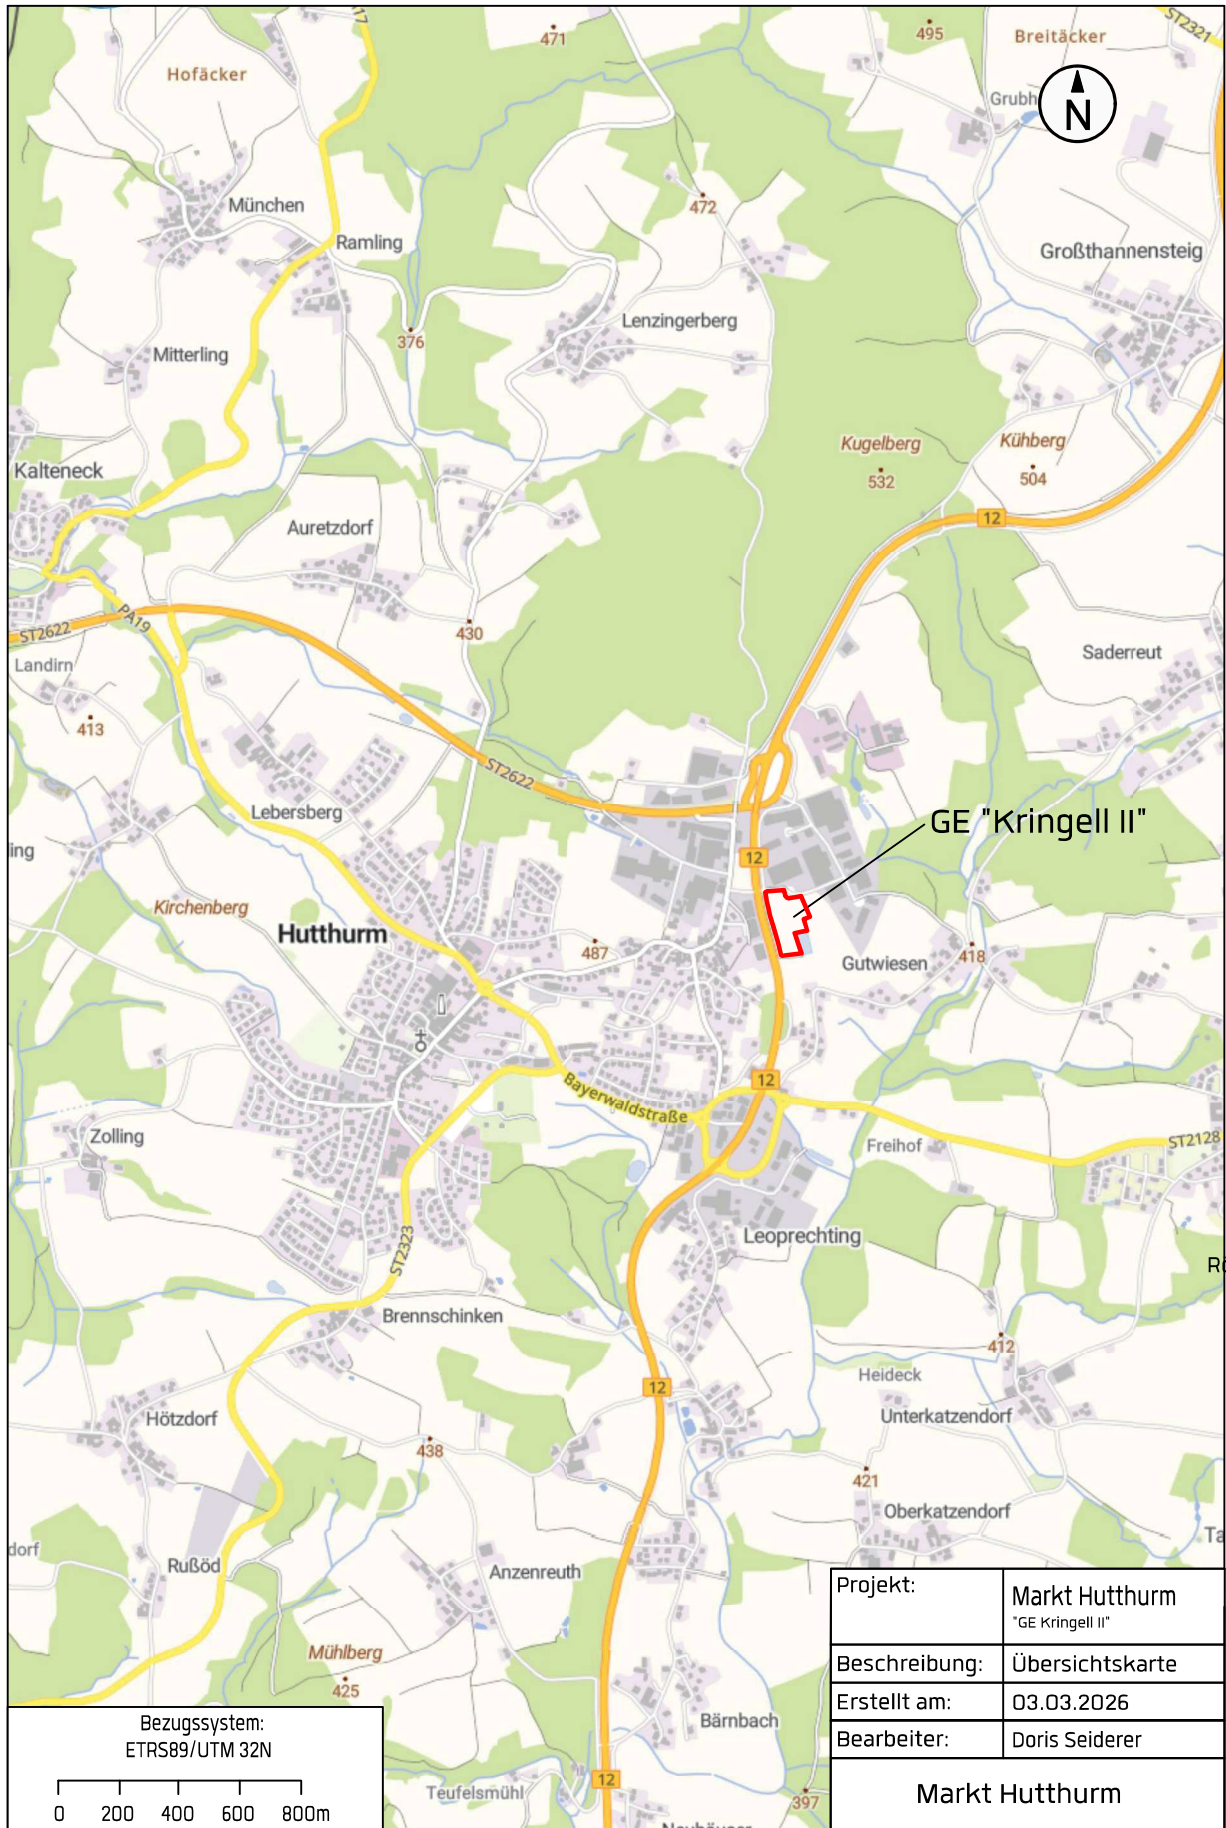 17
471
495
Breitäcker
ST2321
Hofäcker
N
München
472
Ramling
Großthannensteig
Lenzingerberg
376
Mitterling
Kugelberg
Kühberg
Kalteneck
532
504
12
Auretzdorf
PA19
ST2622
430
Landirn
Saderreut
413
ST2622
Lebersberg
GE "Kringell II"
ing
12
Kirchenberg
Hutthurm
487
418
Gutwiesen
12
Bayerwaldstraße
Zolling
Freihof
ST2128
ST2323
Leoprechting
Brennschinken
412
Heideck
12
Hötzdorf
Unterkatzendorf
438
421
Oberkatzendorf
dorf
Rußöd
Anzenreuth
Mühlberg
425
Bärnbach
Teufelsmühl
12
397
Projekt:
Markt Hutthurm
"GE Kringell II"
Beschreibung:
Übersichtskarte
Erstellt am:
03.03.2026
Bearbeiter:
Doris Seiderer
Markt Hutthurm
Bezugssystem:
ETRS89/UTM 32N
0 200 400 600 800m